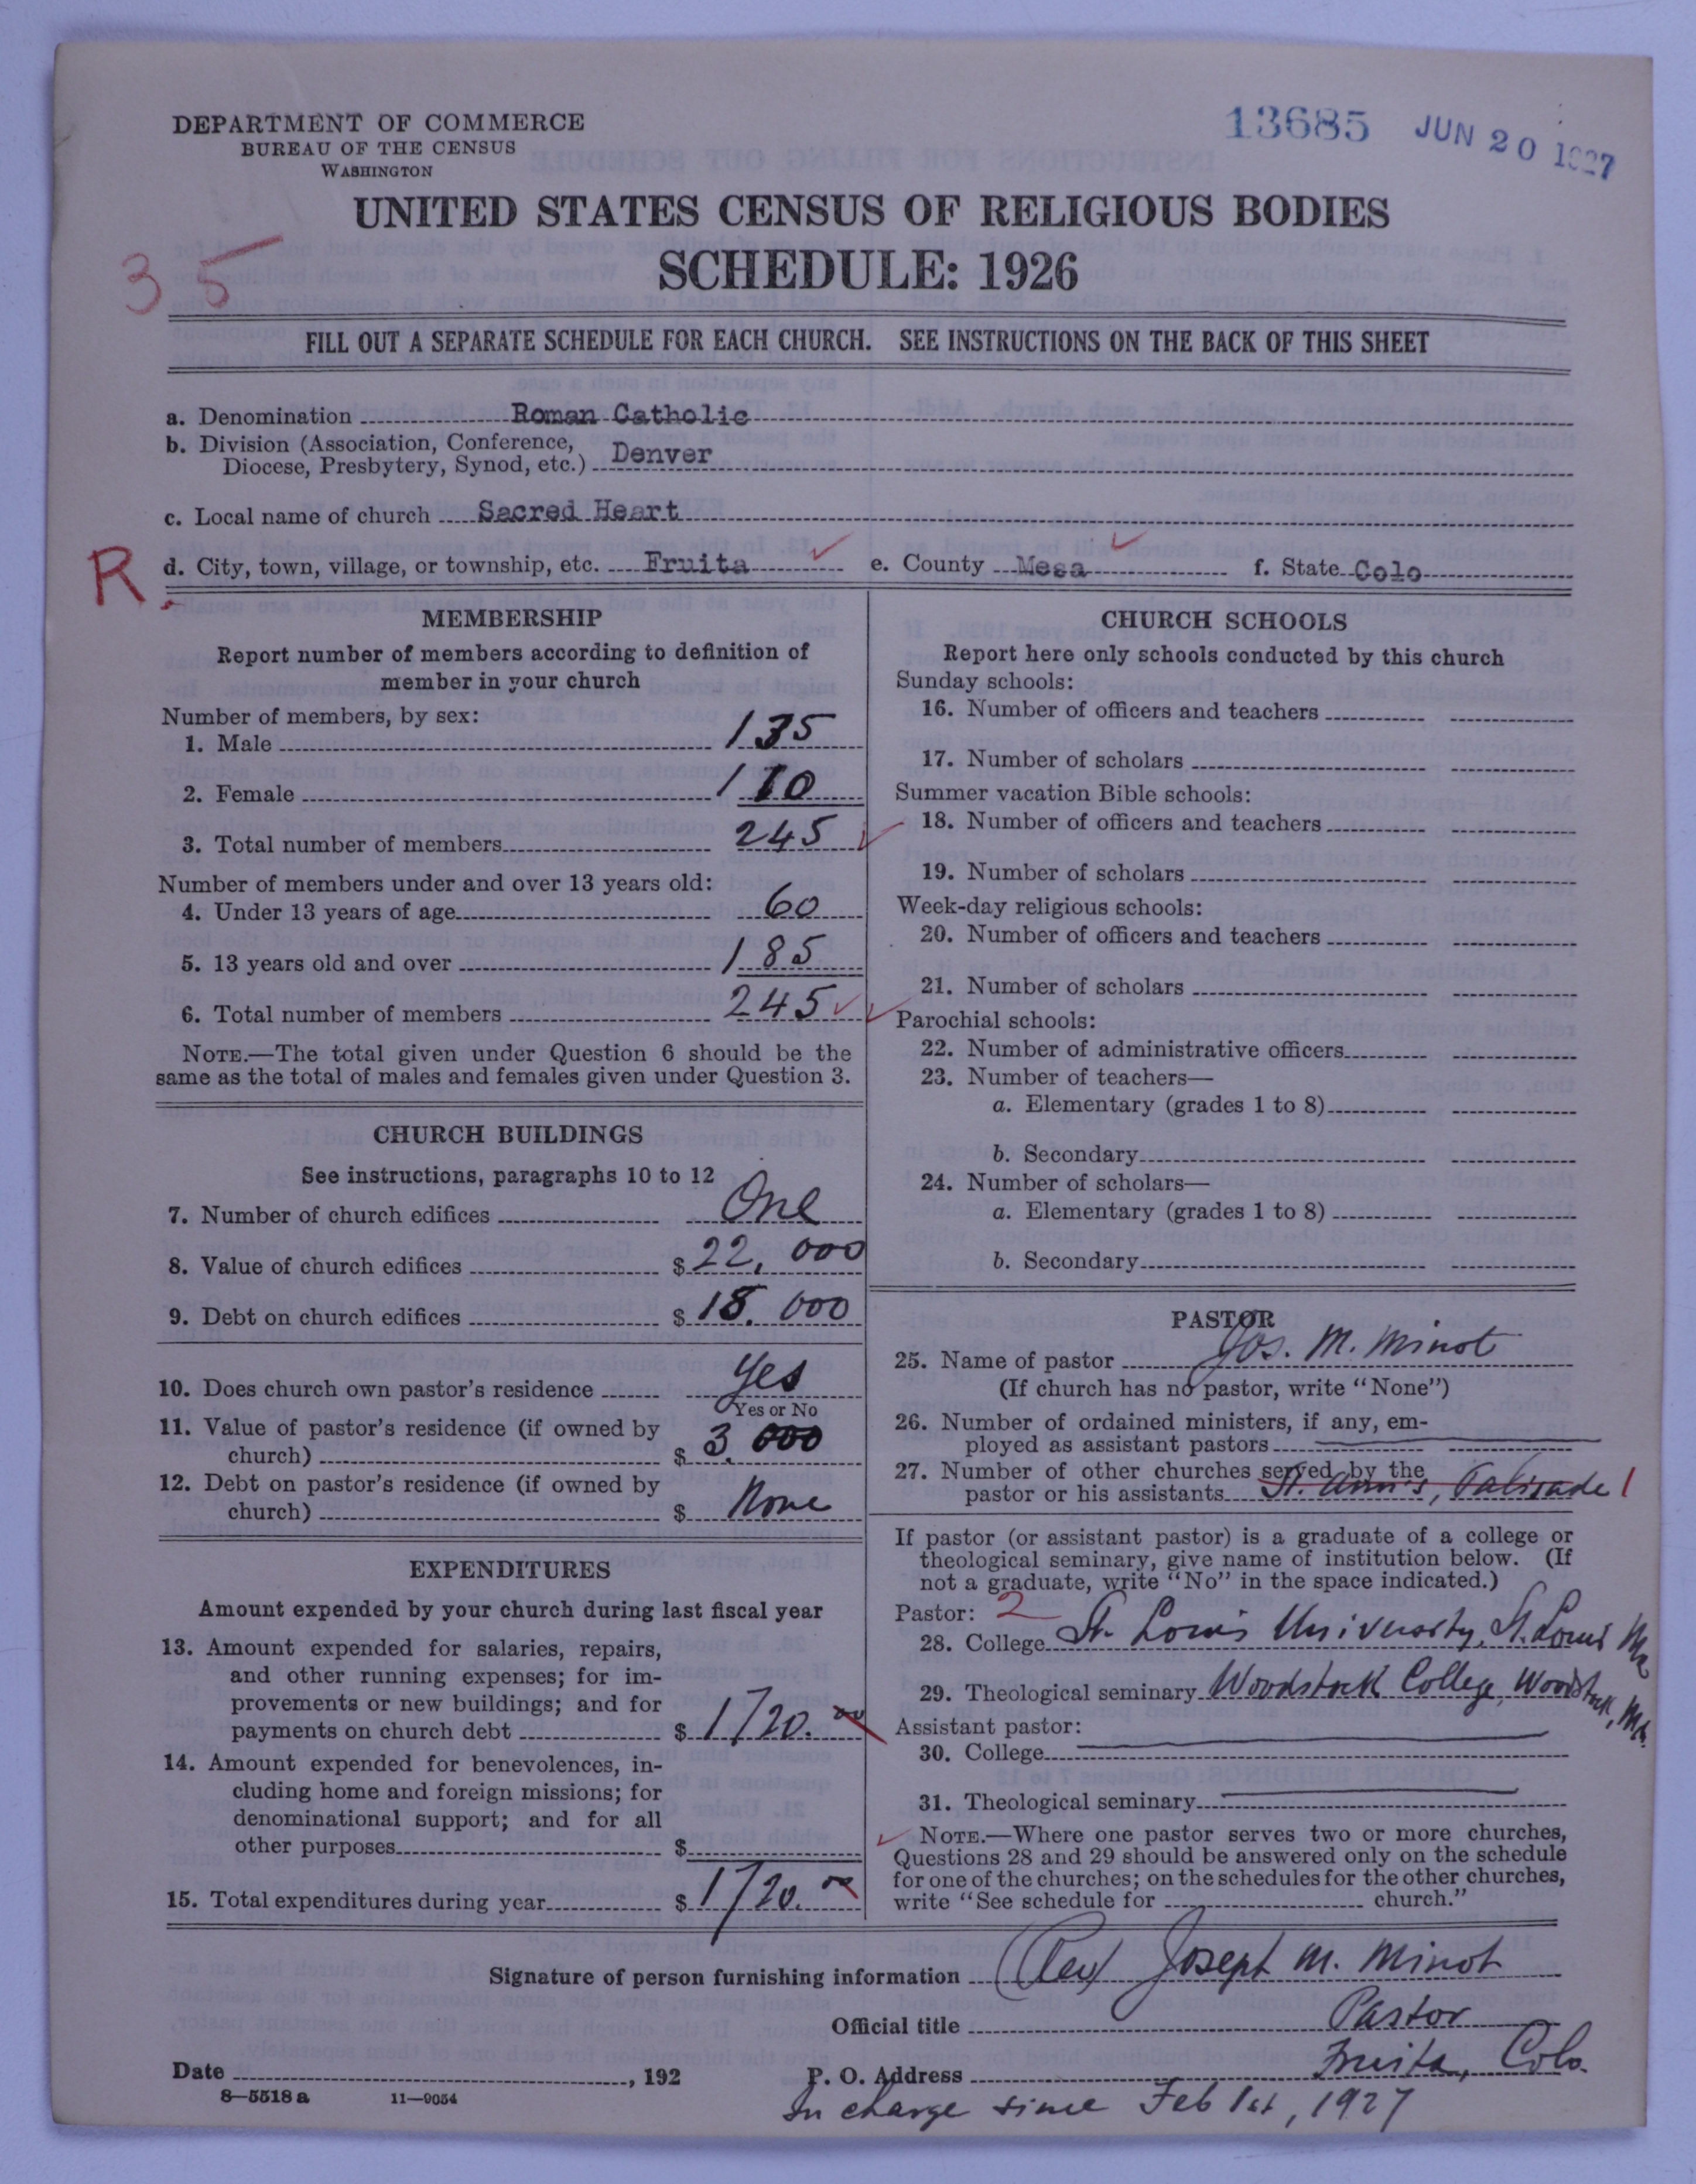 DEPARTMENT OF COMMERCE
BUREAU OF THE CENSUS
WASHINGTON
13685 JUN 20 1927
UNITED STATES CENSUS OF RELIGIOUS BODIES
SCHEDULE: 1926
35
FILL OUT A SEPARATE SCHEDULE FOR EACH CHURCH. SEE INSTRUCTIONS ON THE BACK OF THIS SHEET
a. Denomination Roman Catholic
b. Division (Association, Conference,
Diocese, Presbytery, Synod, etc.) Denver
c. Local name of church Sacred Heart
R.
d. City, town, village, or township, etc. Fruita e. County Mesa f. State Colo
MEMBERSHIP
Report number of members according to definition of
member in your church
Number of members, by sex:
1. Male 135
2. Female 110
3. Total number of members 245
Number of members under and over 13 years old:
4. Under 13 years of age 60
5. 13 years old and over 185
6. Total number of members 245
NOTE.—The total given under Question 6 should be the
same as the total of males and females given under Question 3.
CHURCH BUILDINGS
See instructions, paragraphs 10 to 12
7. Number of church edifices One
8. Value of church edifices $ 22,000
9. Debt on church edifices $ 18.000
10. Does church own pastor's residence Yes
Yes or No
11. Value of pastor's residence (if owned by
church) $ 3.000
12. Debt on pastor's residence (if owned by
church) $ None
EXPENDITURES
Amount expended by your church during last fiscal year
13. Amount expended for salaries, repairs,
and other running expenses; for im-
provements or new buildings; and for
payments on church debt $ 1720.00
14. Amount expended for benevolences, in-
cluding home and foreign missions; for
denominational support; and for all
other purposes $
15. Total expenditures during year $ 1720.00
CHURCH SCHOOLS
Report here only schools conducted by this church
Sunday schools:
16. Number of officers and teachers
17. Number of scholars
Summer vacation Bible schools:
18. Number of officers and teachers
19. Number of scholars
Week-day religious schools:
20. Number of officers and teachers
21. Number of scholars
Parochial schools:
22. Number of administrative officers
23. Number of teachers—
a. Elementary (grades 1 to 8)
b. Secondary
24. Number of scholars—
a. Elementary (grades 1 to 8)
b. Secondary
PASTOR
25. Name of pastor Jos. M. Minot
(If church has no pastor, write "None")
26. Number of ordained ministers, if any, em-
ployed as assistant pastors
27. Number of other churches served by the
pastor or his assistants St. Ann's, Palisade 1
If pastor (or assistant pastor) is a graduate of a college or
theological seminary, give name of institution below. (If
not a graduate, write "No" in the space indicated.)
Pastor: 2
28. College St. Louis University, St. Louis Mo
29. Theological seminary Woodstock College, Woodstock, Md.
Assistant pastor:
30. College
31. Theological seminary
NOTE.—Where one pastor serves two or more churches,
Questions 28 and 29 should be answered only on the schedule
for one of the churches; on the schedules for the other churches,
write "See schedule for church."
Signature of person furnishing information (Rev) Joseph M. Minot
Official title Pastor
Date , 192 P. O. Address Fruita, Colo.
8—5518 a 11—9054
In charge since Feb 1st, 1927